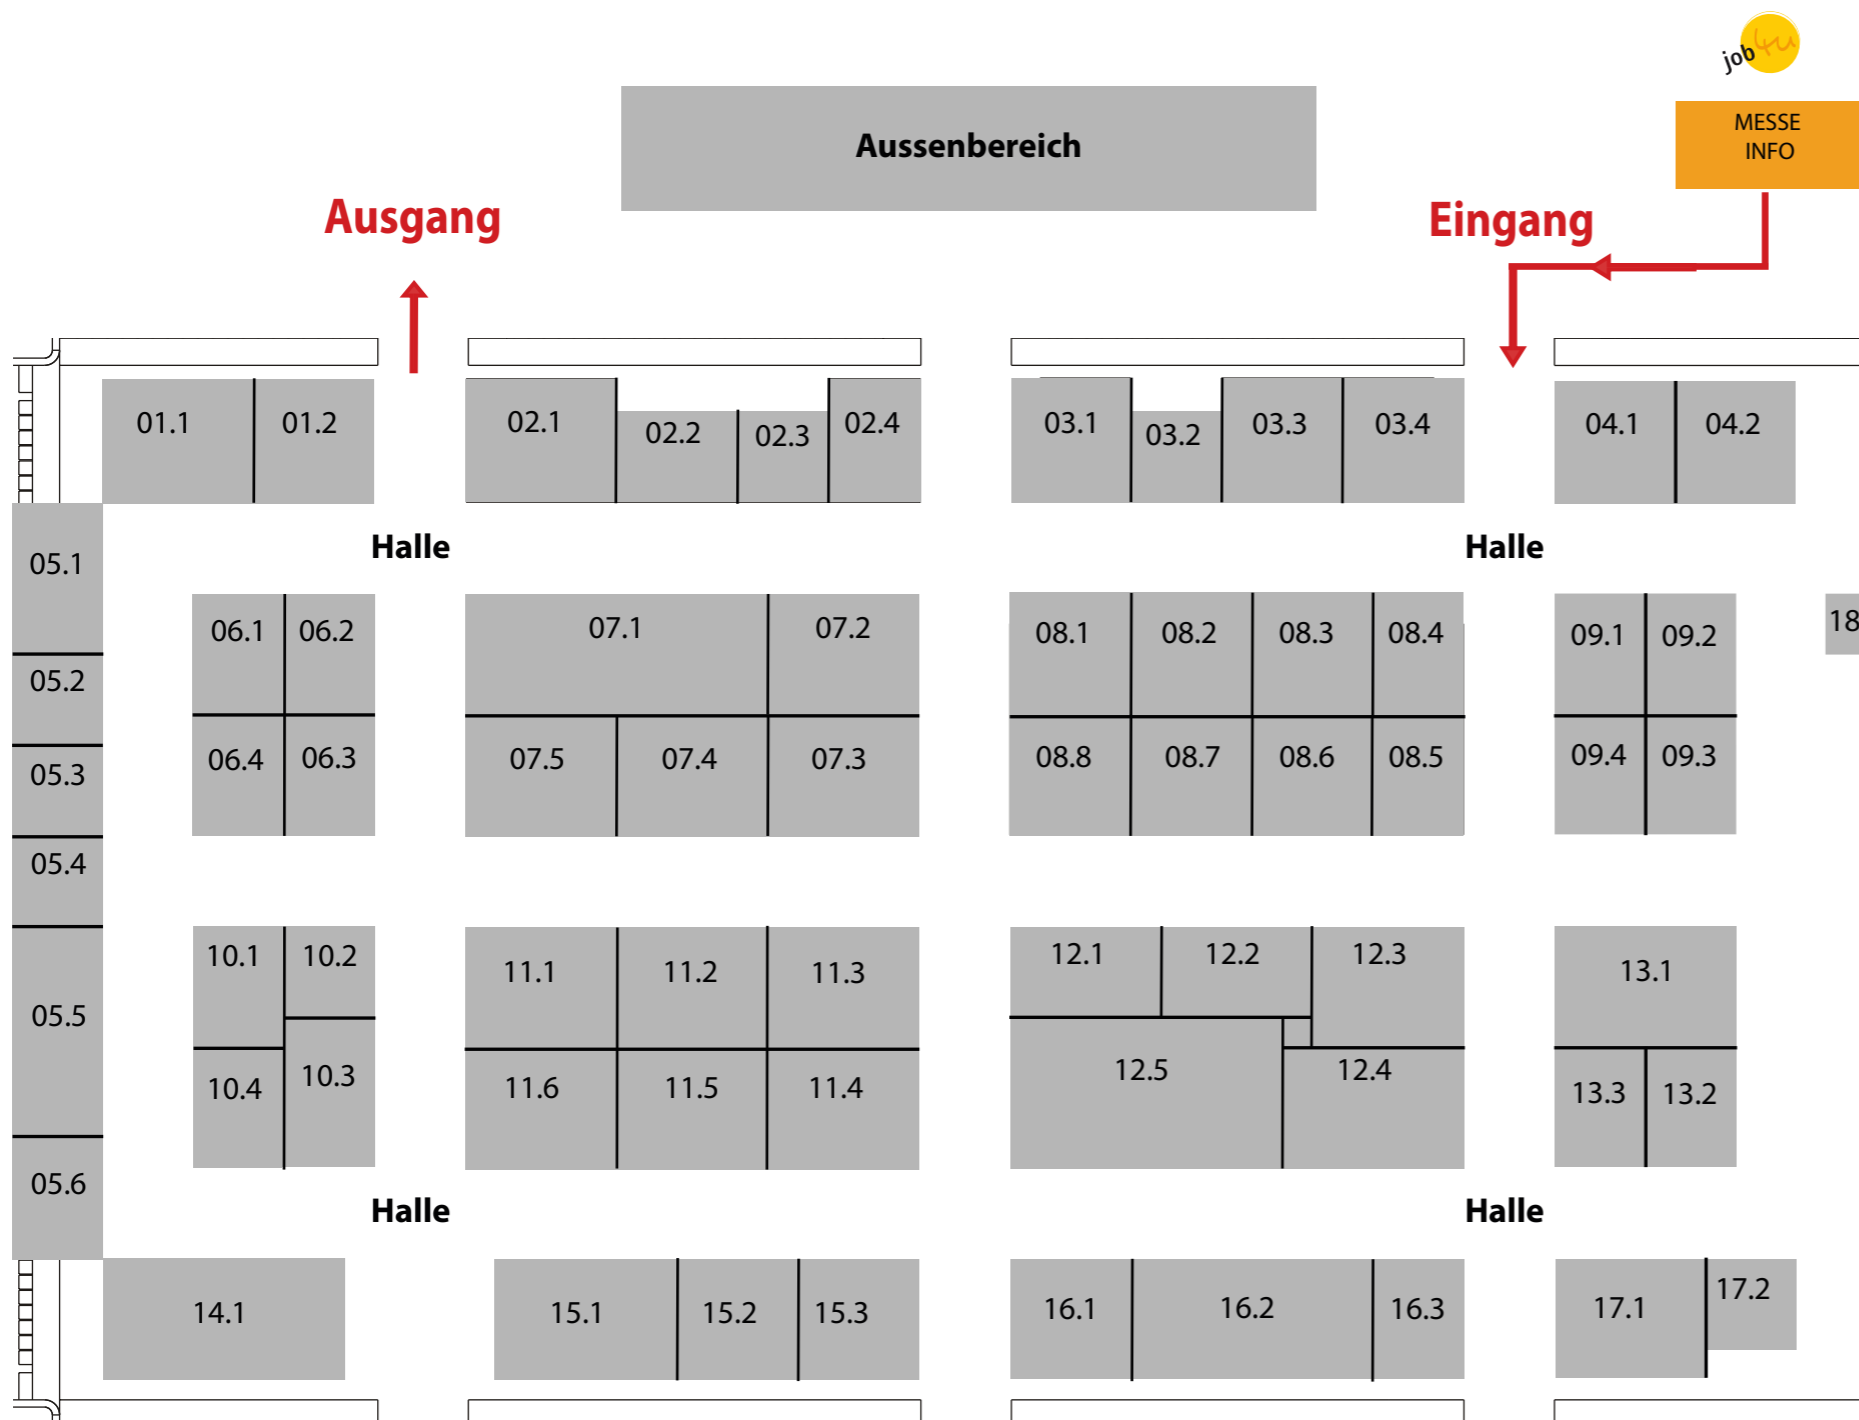 job4u
MESSE
INFO
Aussenbereich
Ausgang
Eingang
01.1 01.2 02.1 02.2 02.3 02.4 03.1 03.2 03.3 03.4 04.1 04.2
Halle Halle
05.1
05.2
05.3
05.4
05.5
05.6
06.1 06.2 07.1 07.2 08.1 08.2 08.3 08.4 09.1 09.2 18
06.4 06.3 07.5 07.4 07.3 08.8 08.7 08.6 08.5 09.4 09.3
10.1 10.2 11.1 11.2 11.3 12.1 12.2 12.3 13.1
10.4 10.3 11.6 11.5 11.4 12.5 12.4 13.3 13.2
Halle Halle
14.1 15.1 15.2 15.3 16.1 16.2 16.3 17.1 17.2